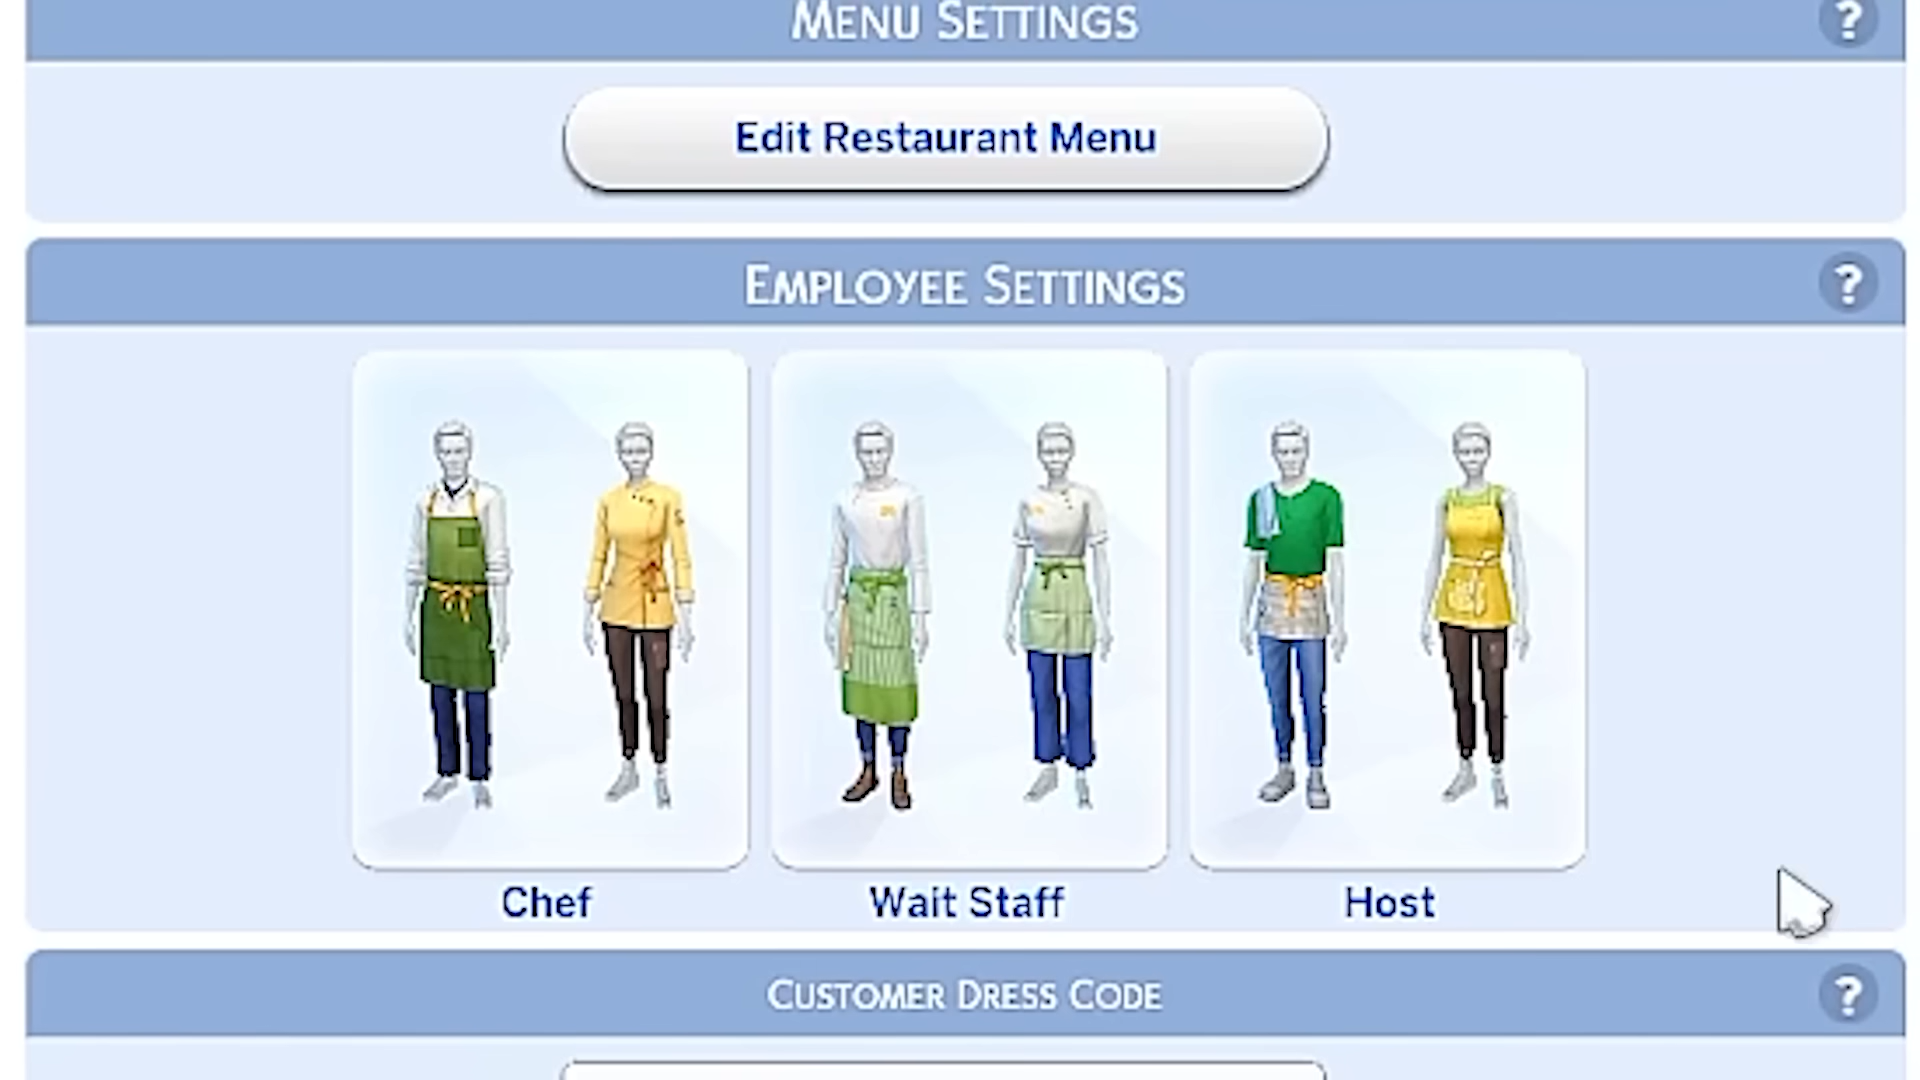 MENU SETTINGS
?
Edit Restaurant Menu
EMPLOYEE SETTINGS
?
Chef
Wait Staff
Host
CUSTOMER DRESS CODE
?